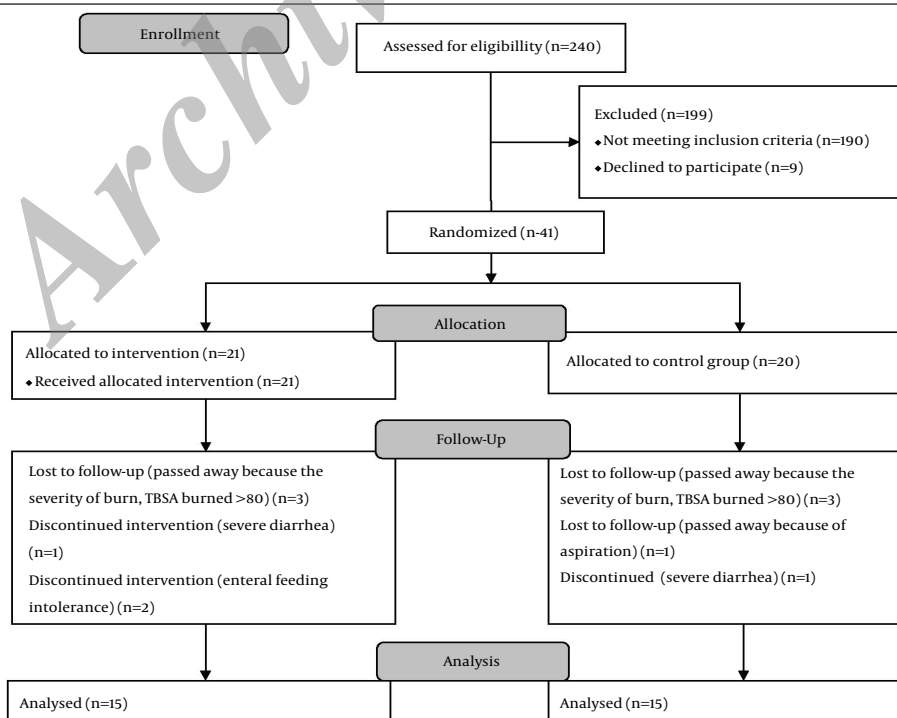 Enrollment
Assessed for eligibillity (n=240)
Excluded (n=199)
◆Not meeting inclusion criteria (n=190)
◆Declined to participate (n=9)
Randomized (n-41)
Allocation
Allocated to intervention (n=21)
◆Received allocated intervention (n=21)
Allocated to control group (n=20)
Follow-Up
Lost to follow-up (passed away because the
severity of burn, TBSA burned >80) (n=3)
Discontinued intervention (severe diarrhea)
(n=1)
Discontinued intervention (enteral feeding
intolerance) (n=2)
Lost to follow-up (passed away because the
severity of burn, TBSA burned >80) (n=3)
Lost to follow-up (passed away because of
aspiration) (n=1)
Discontinued (severe diarrhea) (n=1)
Analysis
Analysed (n=15)
Analysed (n=15)